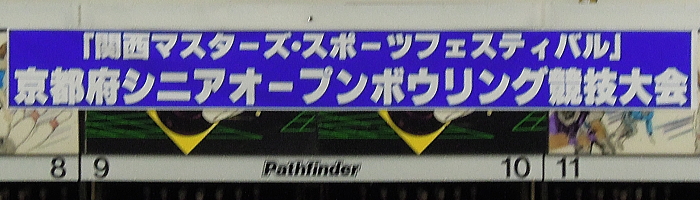 「関西マスターズ・スポーツフェスティバル」
京都府シニアオープンボウリング競技大会
8 9 Pathfinder 10 11